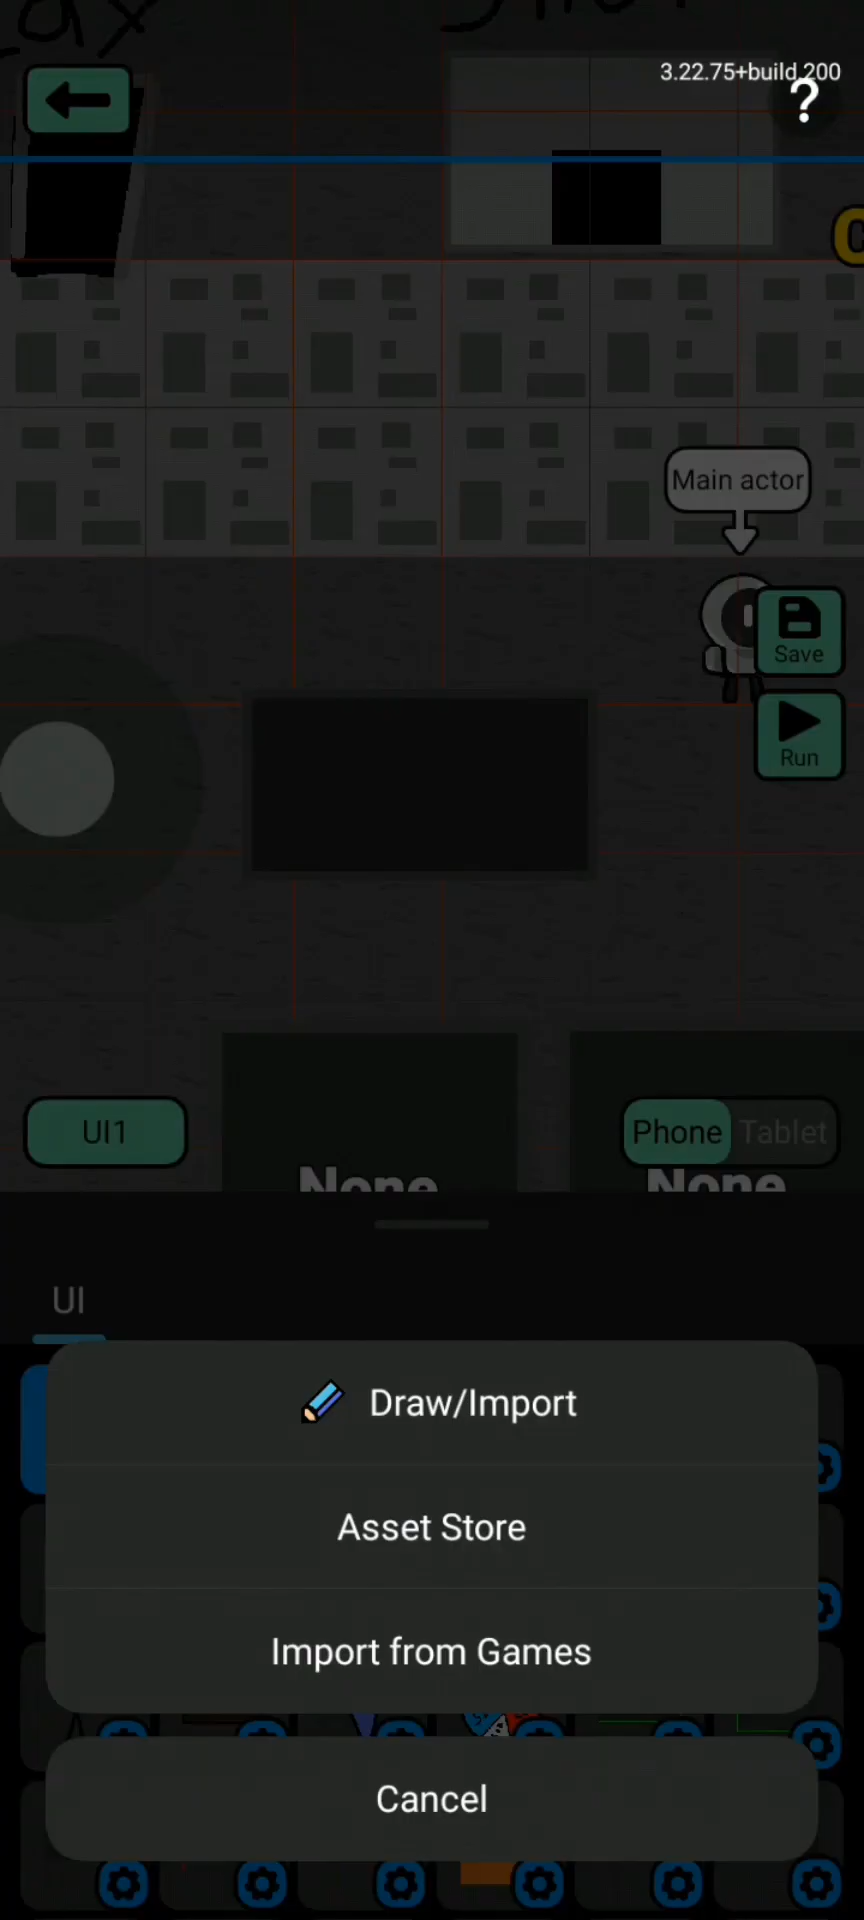 3.22.75+build.200
?
Main actor
Save
Run
UI1
Phone Tablet
None
None
UI
Draw/Import
Asset Store
Import from Games
Cancel